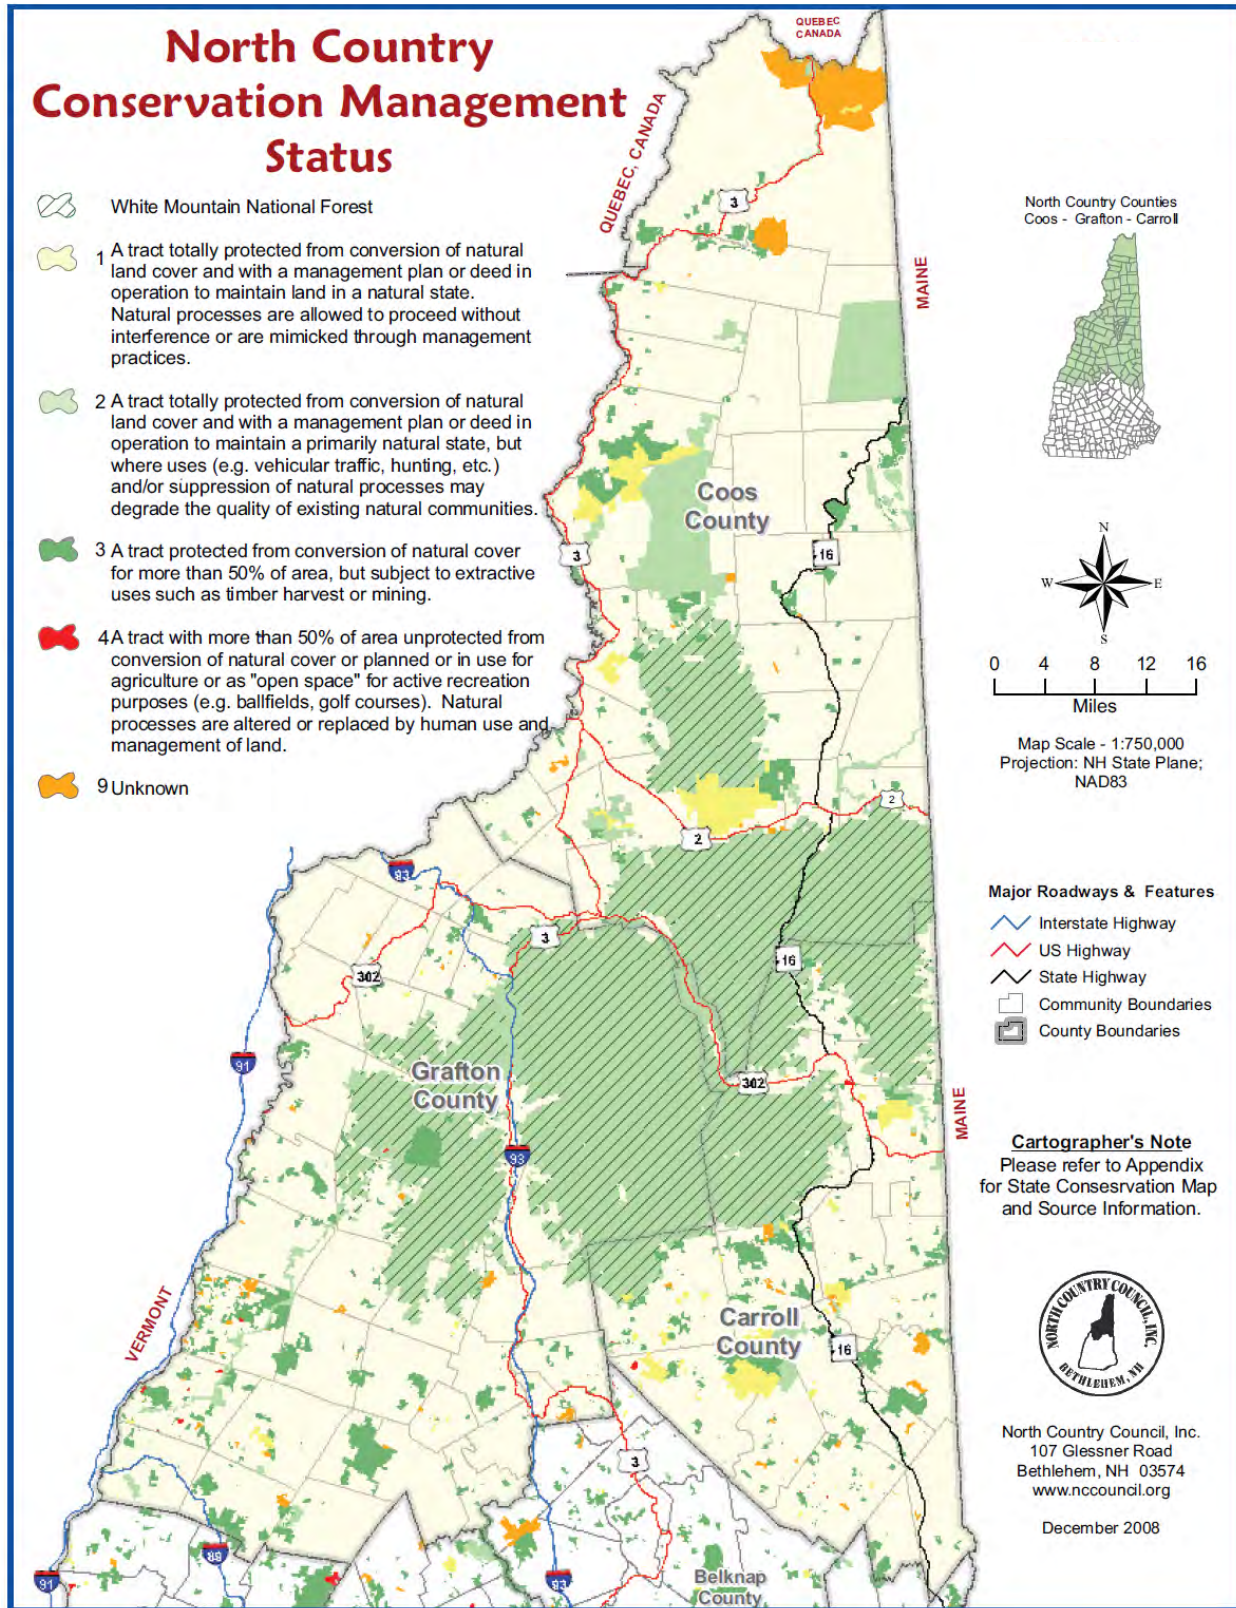 North Country
Conservation Management
Status
White Mountain National Forest
1 A tract totally protected from conversion of natural
land cover and with a management plan or deed in
operation to maintain land in a natural state.
Natural processes are allowed to proceed without
interference or are mimicked through management
practices.
2 A tract totally protected from conversion of natural
land cover and with a management plan or deed in
operation to maintain a primarily natural state, but
where uses (e.g. vehicular traffic, hunting, etc.)
and/or suppression of natural processes may
degrade the quality of existing natural communities.
3 A tract protected from conversion of natural cover
for more than 50% of area, but subject to extractive
uses such as timber harvest or mining.
4 A tract with more than 50% of area unprotected from
conversion of natural cover or planned or in use for
agriculture or as "open space" for active recreation
purposes (e.g. ballfields, golf courses). Natural
processes are altered or replaced by human use and
management of land.
9 Unknown
QUEBEC
CANADA
QUEBEC, CANADA
3
MAINE
Coos
County
3
16
2
2
93
3
302
16
91
Grafton
County
302
93
MAINE
VERMONT
Carroll
County
16
3
89
91
93
Belknap
County
North Country Counties
Coos - Grafton - Carroll
N
W
E
S
0 4 8 12 16
Miles
Map Scale - 1:750,000
Projection: NH State Plane;
NAD83
Major Roadways & Features
Interstate Highway
US Highway
State Highway
Community Boundaries
County Boundaries
Cartographer's Note
Please refer to Appendix
for State Consesrvation Map
and Source Information.
NORTH COUNTRY COUNCIL, INC.
BETHLEHEM, NH
North Country Council, Inc.
107 Glessner Road
Bethlehem, NH 03574
www.nccouncil.org
December 2008